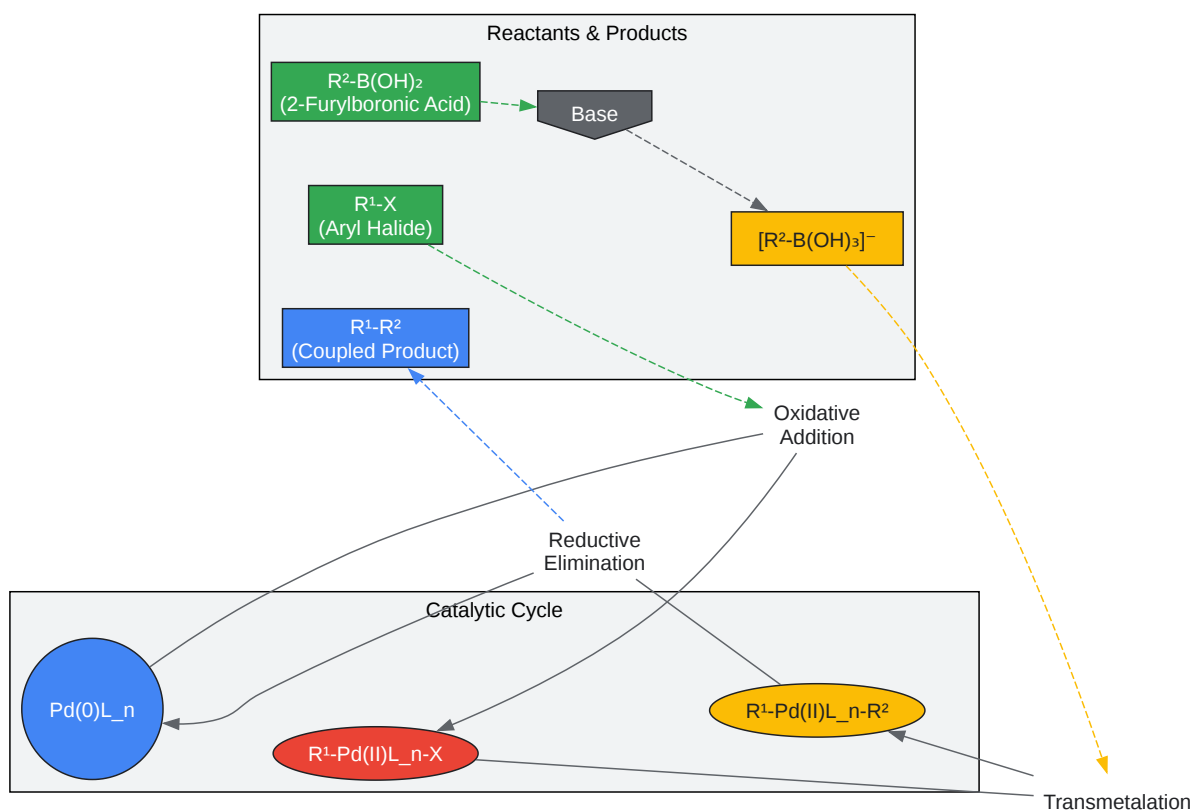 Reactants & Products
R²-B(OH)₂
(2-Furylboronic Acid)
Base
R¹-X
(Aryl Halide)
[R²-B(OH)₃]⁻
R¹-R²
(Coupled Product)
Oxidative
Addition
Reductive
Elimination
Catalytic Cycle
Pd(0)L_n
R¹-Pd(II)L_n-R²
R¹-Pd(II)L_n-X
Transmetalation